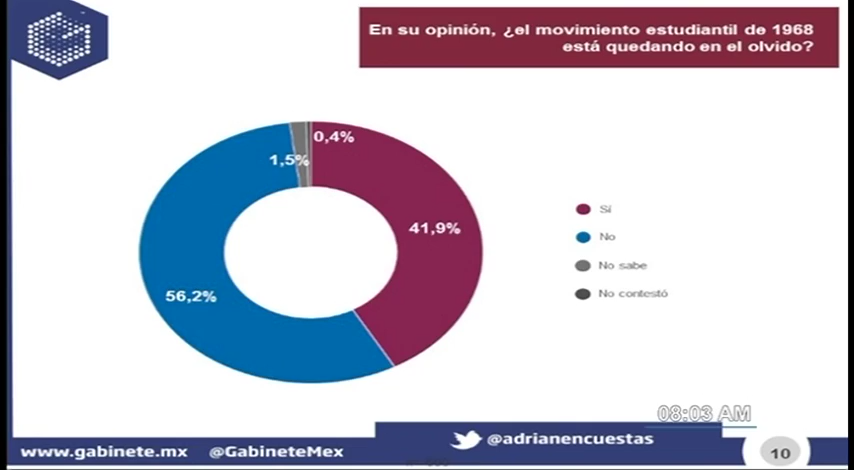 En su opinión, ¿el movimiento estudiantil de 1968
está quedando en el olvido?
0,4%
1,5%
41,9%
56,2%
Sí
No
No sabe
No contestó
08:03 AM
www.gabinete.mx @GabineteMex
@adrianencuestas
10